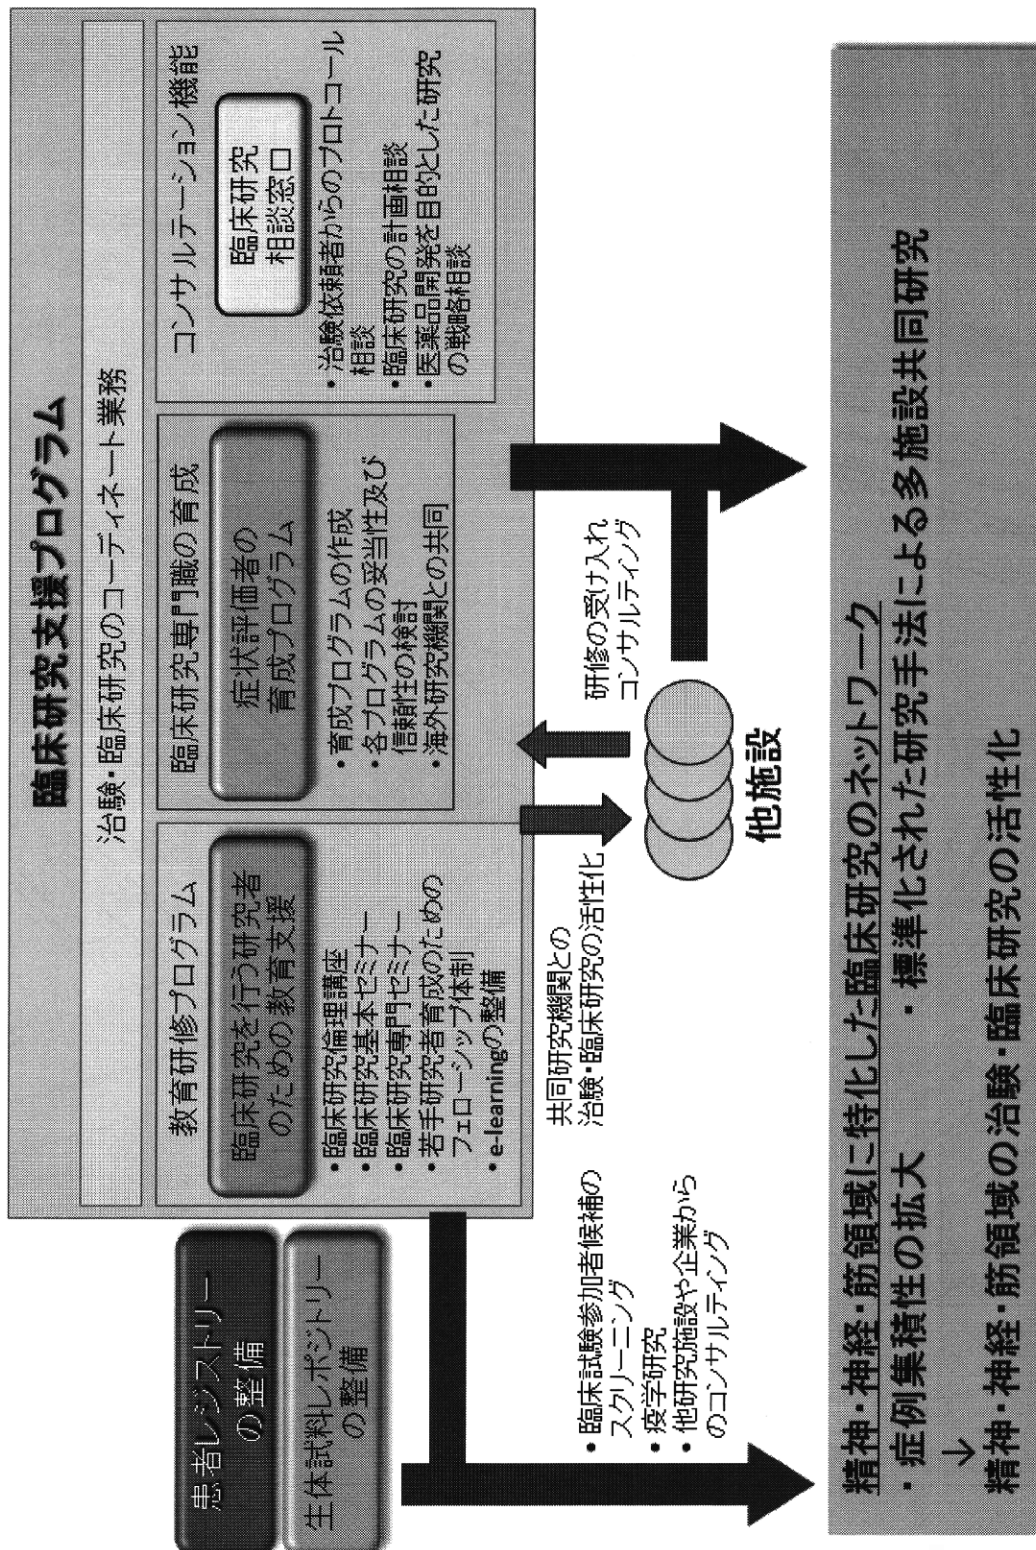 臨床研究支援プログラム
治験・臨床研究のコーディネート業務
患者レジストリー
の整備
生体試料レポジトリー
の整備
教育研修プログラム
臨床研究を行う研究者
のための教育支援
・臨床研究倫理講座
・臨床研究基本セミナー
・臨床研究専門セミナー
・若手研究者育成のための
フェローシップ体制
・e-learningの整備
臨床研究専門職の育成
症状評価者の
育成プログラム
・育成プログラムの作成
・各プログラムの妥当性及び
信頼性の検討
・海外研究機関との共同
コンサルテーション機能
臨床研究
相談窓口
・治験依頼者からのプロトコール
相談
・臨床研究の計画相談
・医薬品開発を目的とした研究
の戦略相談
・臨床試験参加者候補の
スクリーニング
・疫学研究
・他研究施設や企業から
のコンサルティング
共同研究機関との
治験・臨床研究の活性化
他施設
研修の受け入れ
コンサルティング
精神・神経・筋領域に特化した臨床研究のネットワーク
・症例集積性の拡大 ・標準化された研究手法による多施設共同研究
↓
精神・神経・筋領域の治験・臨床研究の活性化